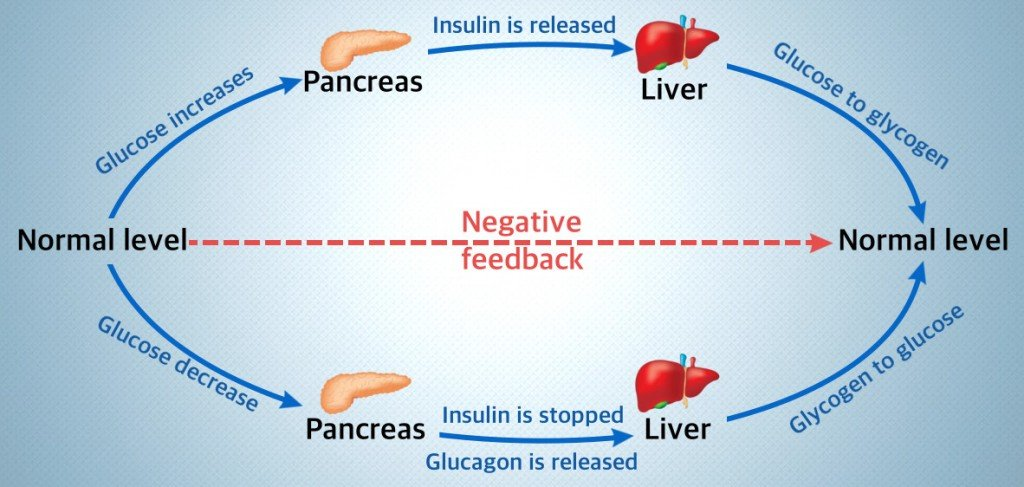 Insulin is released
Pancreas
Liver
Glucose increases
Glucose to glycogen
Normal level
Negative
feedback
Normal level
Glucose decrease
Glycogen to glucose
Pancreas
Insulin is stopped
Liver
Glucagon is released